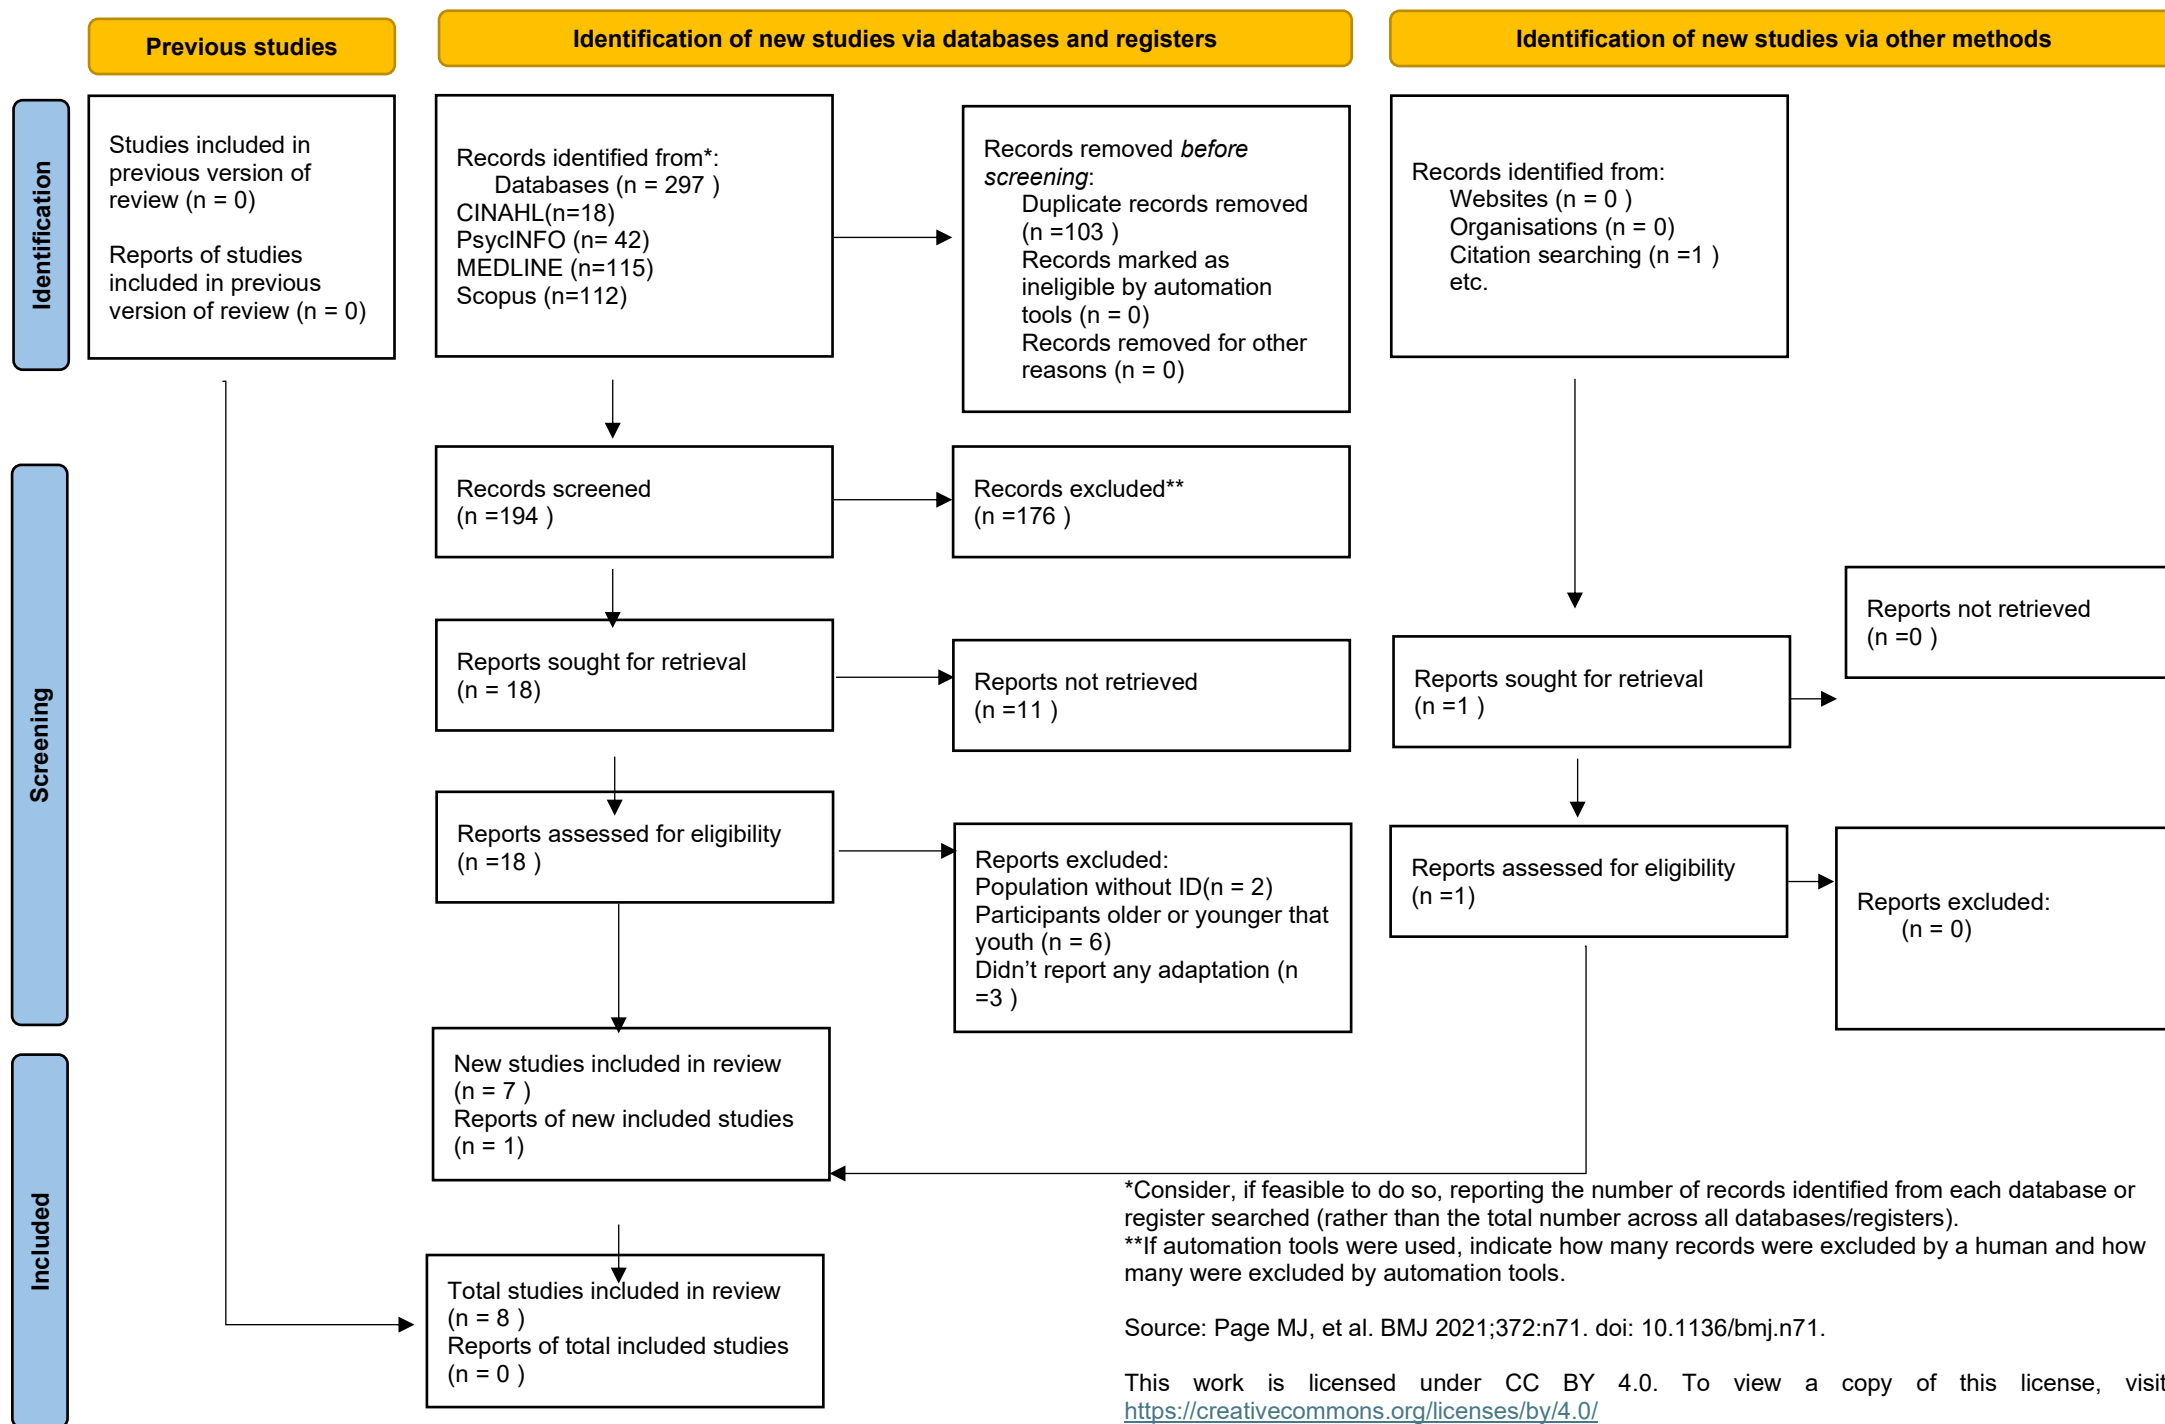 Previous studies
Identification of new studies via databases and registers
Identification of new studies via other methods
Identification
Studies included in
previous version of
review (n = 0)
Reports of studies
included in previous
version of review (n = 0)
Records identified from*:
Databases (n = 297 )
CINAHL(n=18)
PsycINFO (n= 42)
MEDLINE (n=115)
Scopus (n=112)
Records removed before
screening:
Duplicate records removed
(n =103 )
Records marked as
ineligible by automation
tools (n = 0)
Records removed for other
reasons (n = 0)
Records identified from:
Websites (n = 0 )
Organisations (n = 0)
Citation searching (n =1 )
etc.
Screening
Records screened
(n =194 )
Records excluded**
(n =176 )
Reports sought for retrieval
(n = 18)
Reports not retrieved
(n =11 )
Reports sought for retrieval
(n =1 )
Reports not retrieved
(n =0 )
Reports assessed for eligibility
(n =18 )
Reports excluded:
Population without ID(n = 2)
Participants older or younger that
youth (n = 6)
Didn’t report any adaptation (n
=3 )
Reports assessed for eligibility
(n =1)
Reports excluded:
(n = 0)
Included
New studies included in review
(n = 7 )
Reports of new included studies
(n = 1)
Total studies included in review
(n = 8 )
Reports of total included studies
(n = 0 )
*Consider, if feasible to do so, reporting the number of records identified from each database or
register searched (rather than the total number across all databases/registers).
**If automation tools were used, indicate how many records were excluded by a human and how
many were excluded by automation tools.
Source: Page MJ, et al. BMJ 2021;372:n71. doi: 10.1136/bmj.n71.
This work is licensed under CC BY 4.0. To view a copy of this license, visit
https://creativecommons.org/licenses/by/4.0/